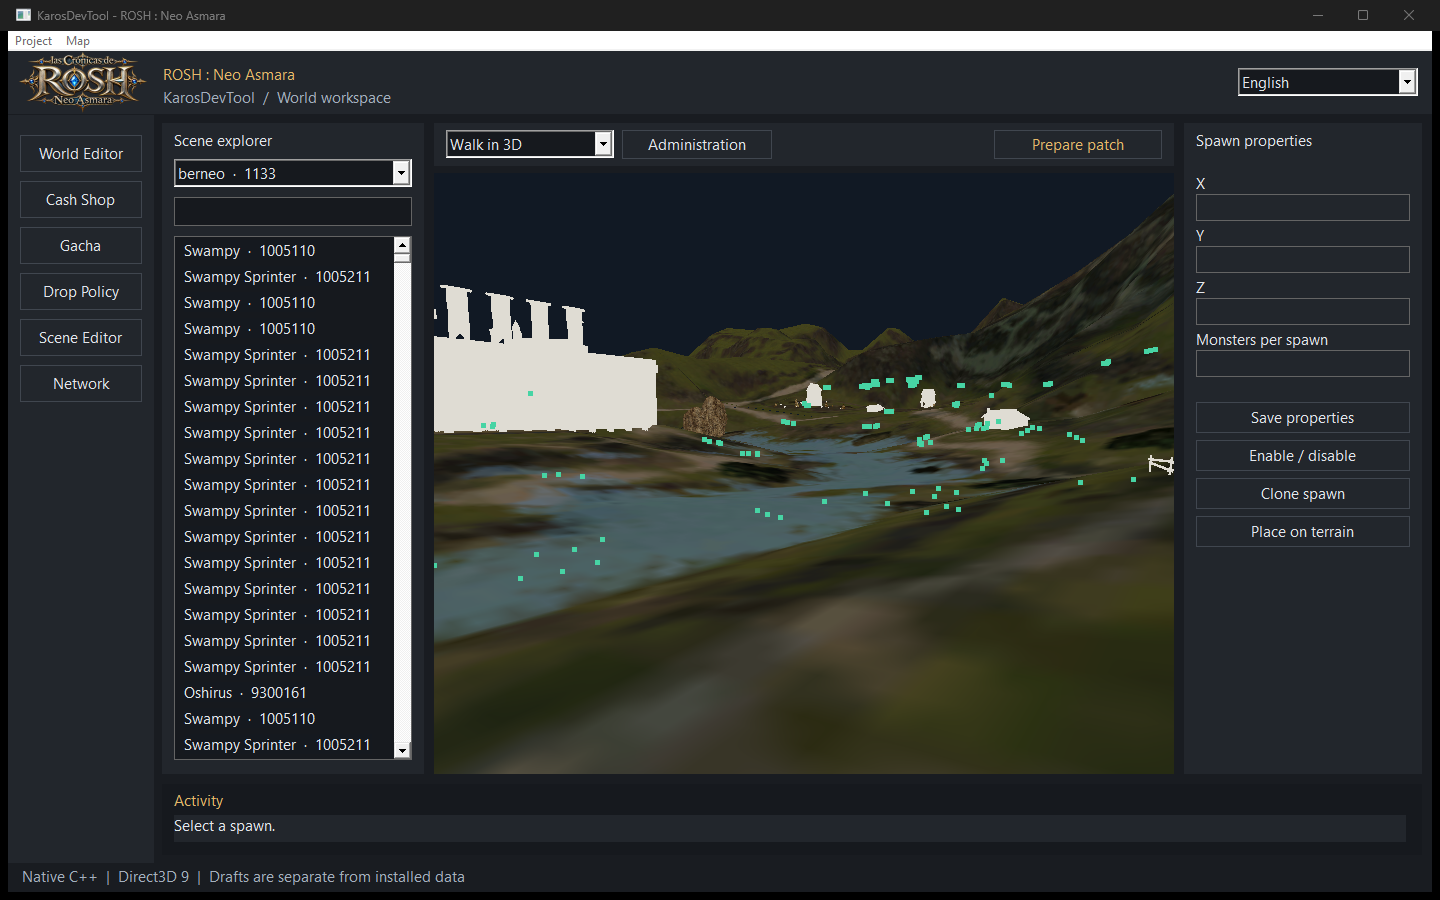 KarosDevTool - ROSH : Neo Asmara
Project Map
las Crónicas de
ROSH
Neo Asmara
ROSH : Neo Asmara
KarosDevTool / World workspace
English
World Editor
Cash Shop
Gacha
Drop Policy
Scene Editor
Network
Scene explorer
berneo · 1133
Swampy · 1005110
Swampy Sprinter · 1005211
Swampy · 1005110
Swampy · 1005110
Swampy Sprinter · 1005211
Swampy Sprinter · 1005211
Swampy Sprinter · 1005211
Swampy Sprinter · 1005211
Swampy Sprinter · 1005211
Swampy Sprinter · 1005211
Swampy Sprinter · 1005211
Swampy Sprinter · 1005211
Swampy Sprinter · 1005211
Swampy Sprinter · 1005211
Swampy Sprinter · 1005211
Swampy Sprinter · 1005211
Swampy Sprinter · 1005211
Oshirus · 9300161
Swampy · 1005110
Swampy Sprinter · 1005211
Walk in 3D
Administration
Prepare patch
Spawn properties
X
Y
Z
Monsters per spawn
Save properties
Enable / disable
Clone spawn
Place on terrain
Activity
Select a spawn.
Native C++ | Direct3D 9 | Drafts are separate from installed data